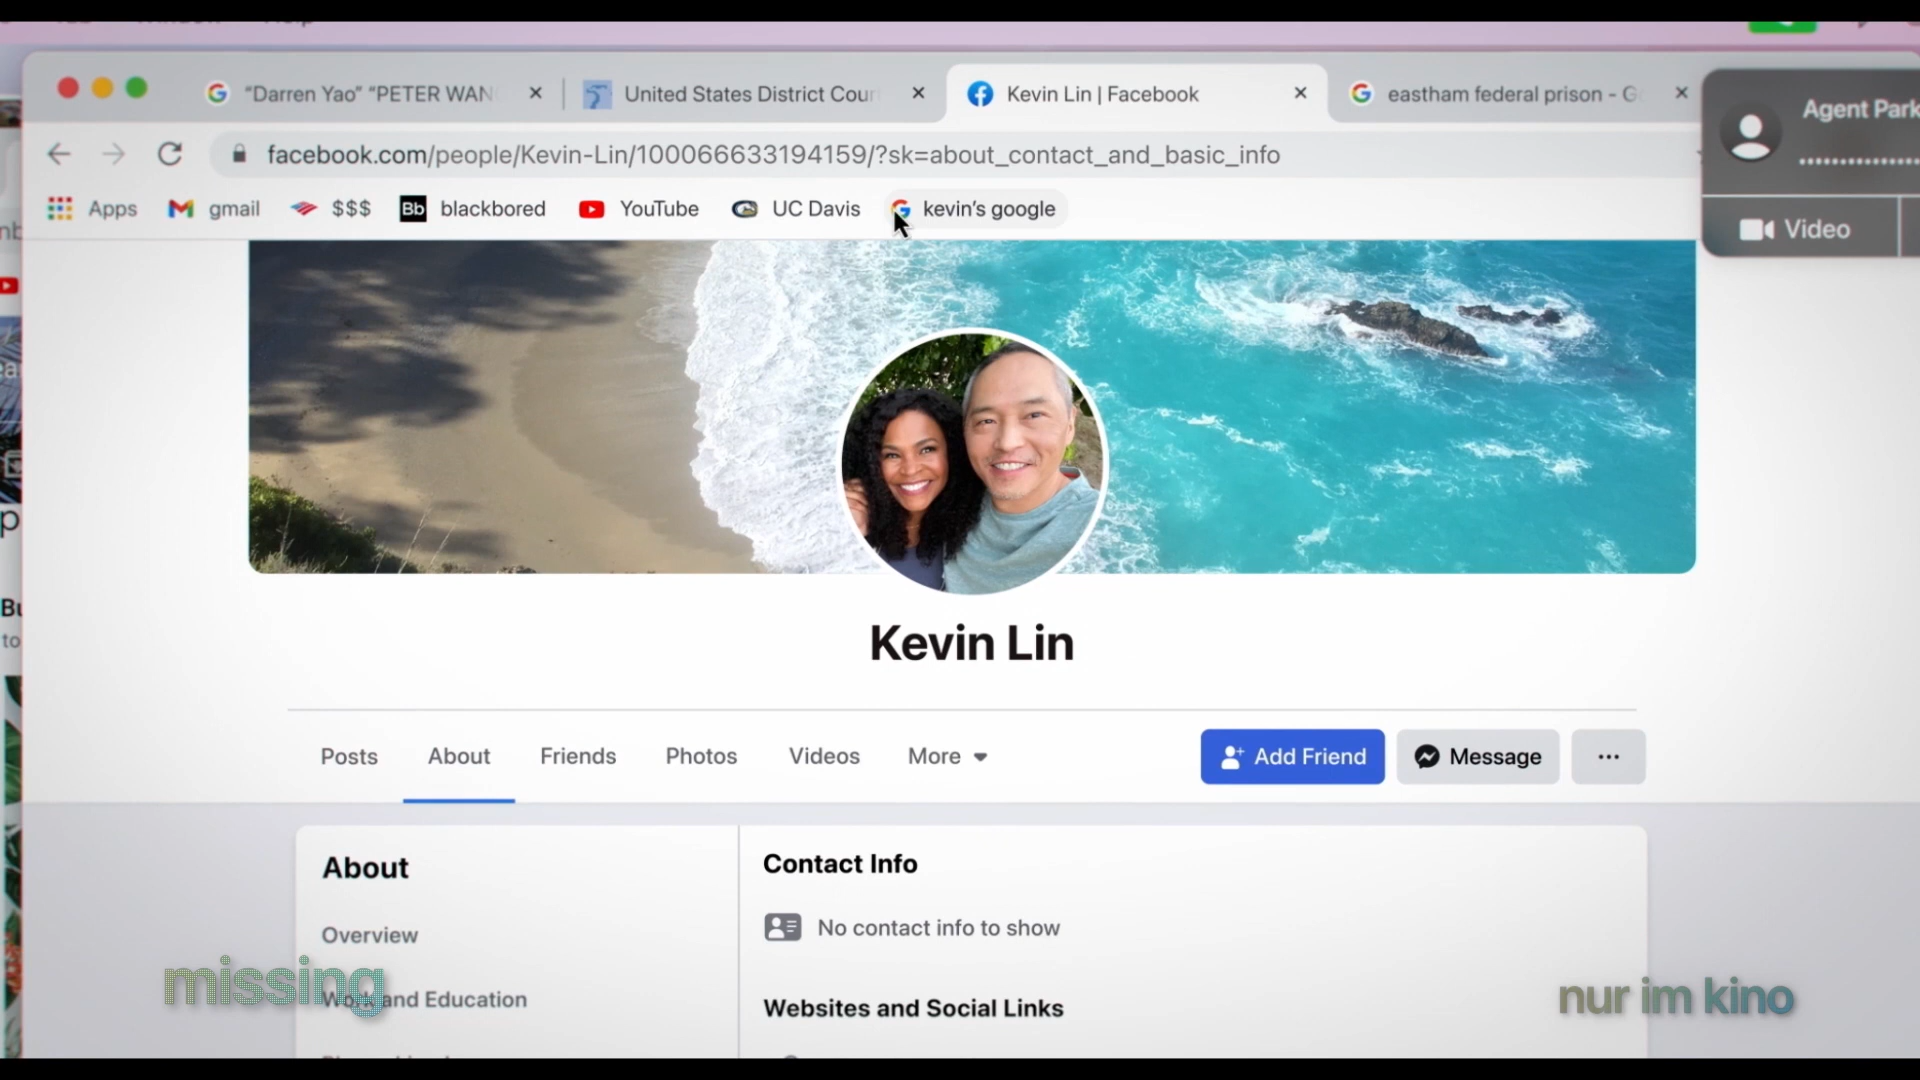 "Darren Yao" "PETER WAN
United States District Cour
Kevin Lin | Facebook
eastham federal prison - G
Agent Park
facebook.com/people/Kevin-Lin/100066633194159/?sk=about_contact_and_basic_info
Apps
gmail
$$$
Bb
blackbored
YouTube
UC Davis
kevin's google
Video
Kevin Lin
Posts
About
Friends
Photos
Videos
More
Add Friend
Message
About
Contact Info
Overview
No contact info to show
missing
Work and Education
Websites and Social Links
nur im kino